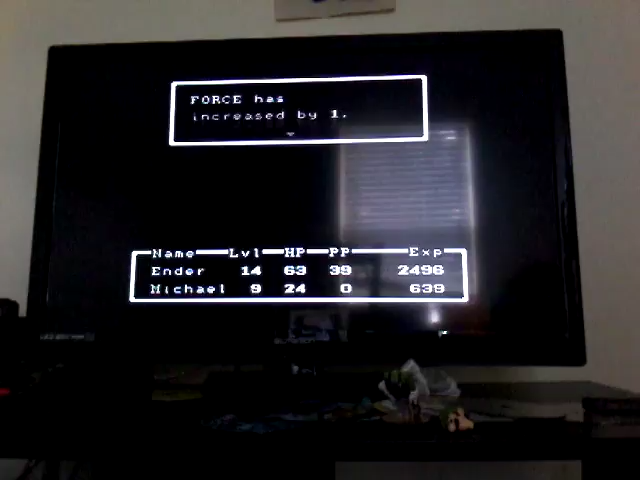 FORCE has
increased by 1.
Name Lvl HP PP Exp
Ender 14 63 39 2496
Michael 9 24 0 639